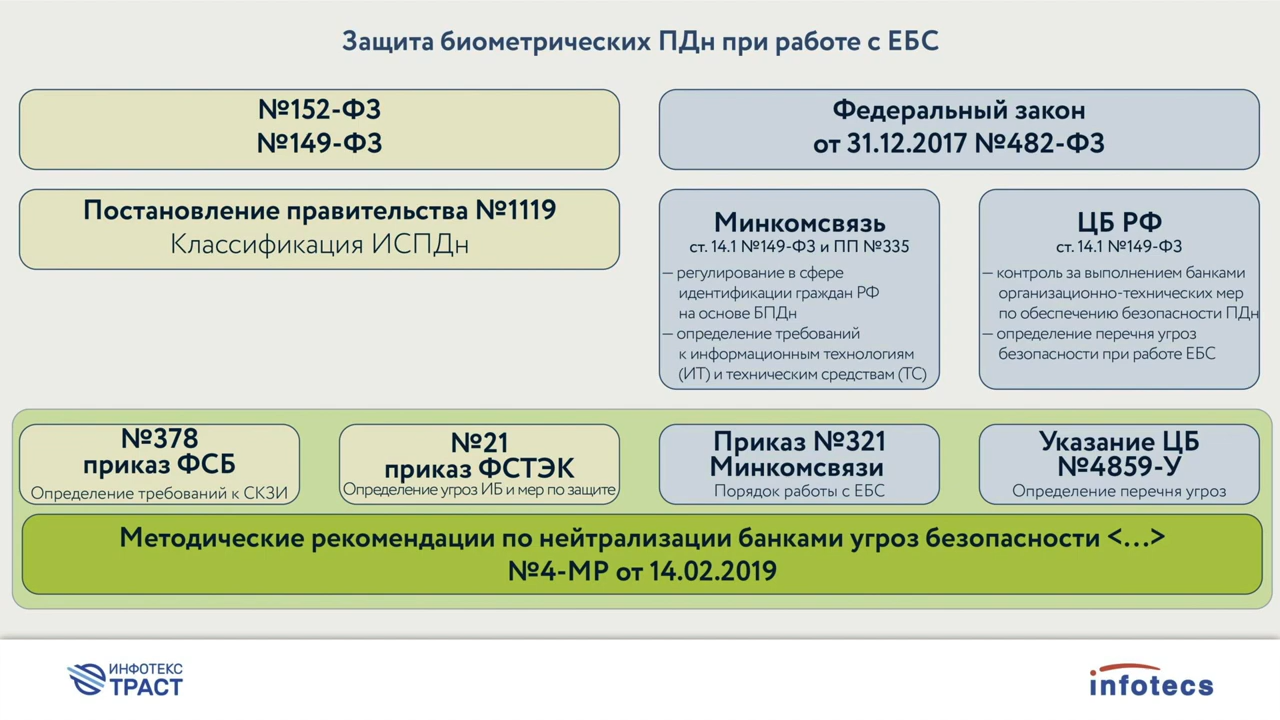 Защита биометрических ПДн при работе с ЕБС
№152-ФЗ
№149-ФЗ
Федеральный закон
от 31.12.2017 №482-ФЗ
Постановление правительства №1119
Классификация ИСПДн
Минкомсвязь
ст. 14.1 №149-ФЗ и ПП №335
— регулирование в сфере
идентификации граждан РФ
на основе БПДн
— определение требований
к информационным технологиям
(ИТ) и техническим средствам (ТС)
ЦБ РФ
ст. 14.1 №149-ФЗ
— контроль за выполнением банками
организационно-технических мер
по обеспечению безопасности ПДн
— определение перечня угроз
безопасности при работе ЕБС
№378
приказ ФСБ
Определение требований к СКЗИ
№21
приказ ФСТЭК
Определение угроз ИБ и мер по защите
Приказ №321
Минкомсвязи
Порядок работы с ЕБС
Указание ЦБ
№4859-У
Определение перечня угроз
Методические рекомендации по нейтрализации банками угроз безопасности <...>
№4-МР от 14.02.2019
ИНФОТЕКС
ТРАСТ
infotecs